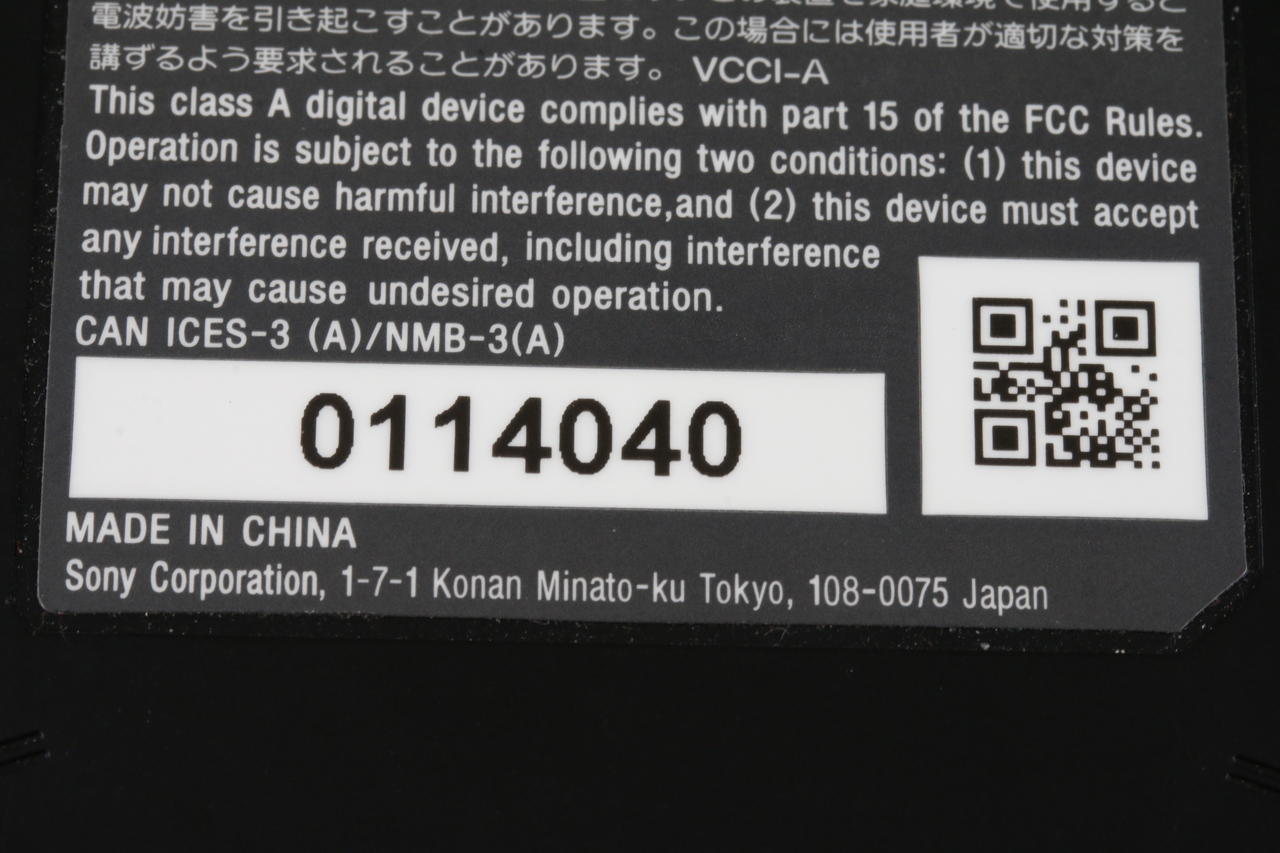 電波妨害を引き起こすことがあります。この場合には使用者が適切な対策を
講ずるよう要求されることがあります。 VCCI-A
This class A digital device complies with part 15 of the FCC Rules.
Operation is subject to the following two conditions: (1) this device
may not cause harmful interference,and (2) this device must accept
any interference received, including interference
that may cause undesired operation.
CAN ICES-3 (A)/NMB-3(A)
0114040
MADE IN CHINA
Sony Corporation, 1-7-1 Konan Minato-ku Tokyo, 108-0075 Japan